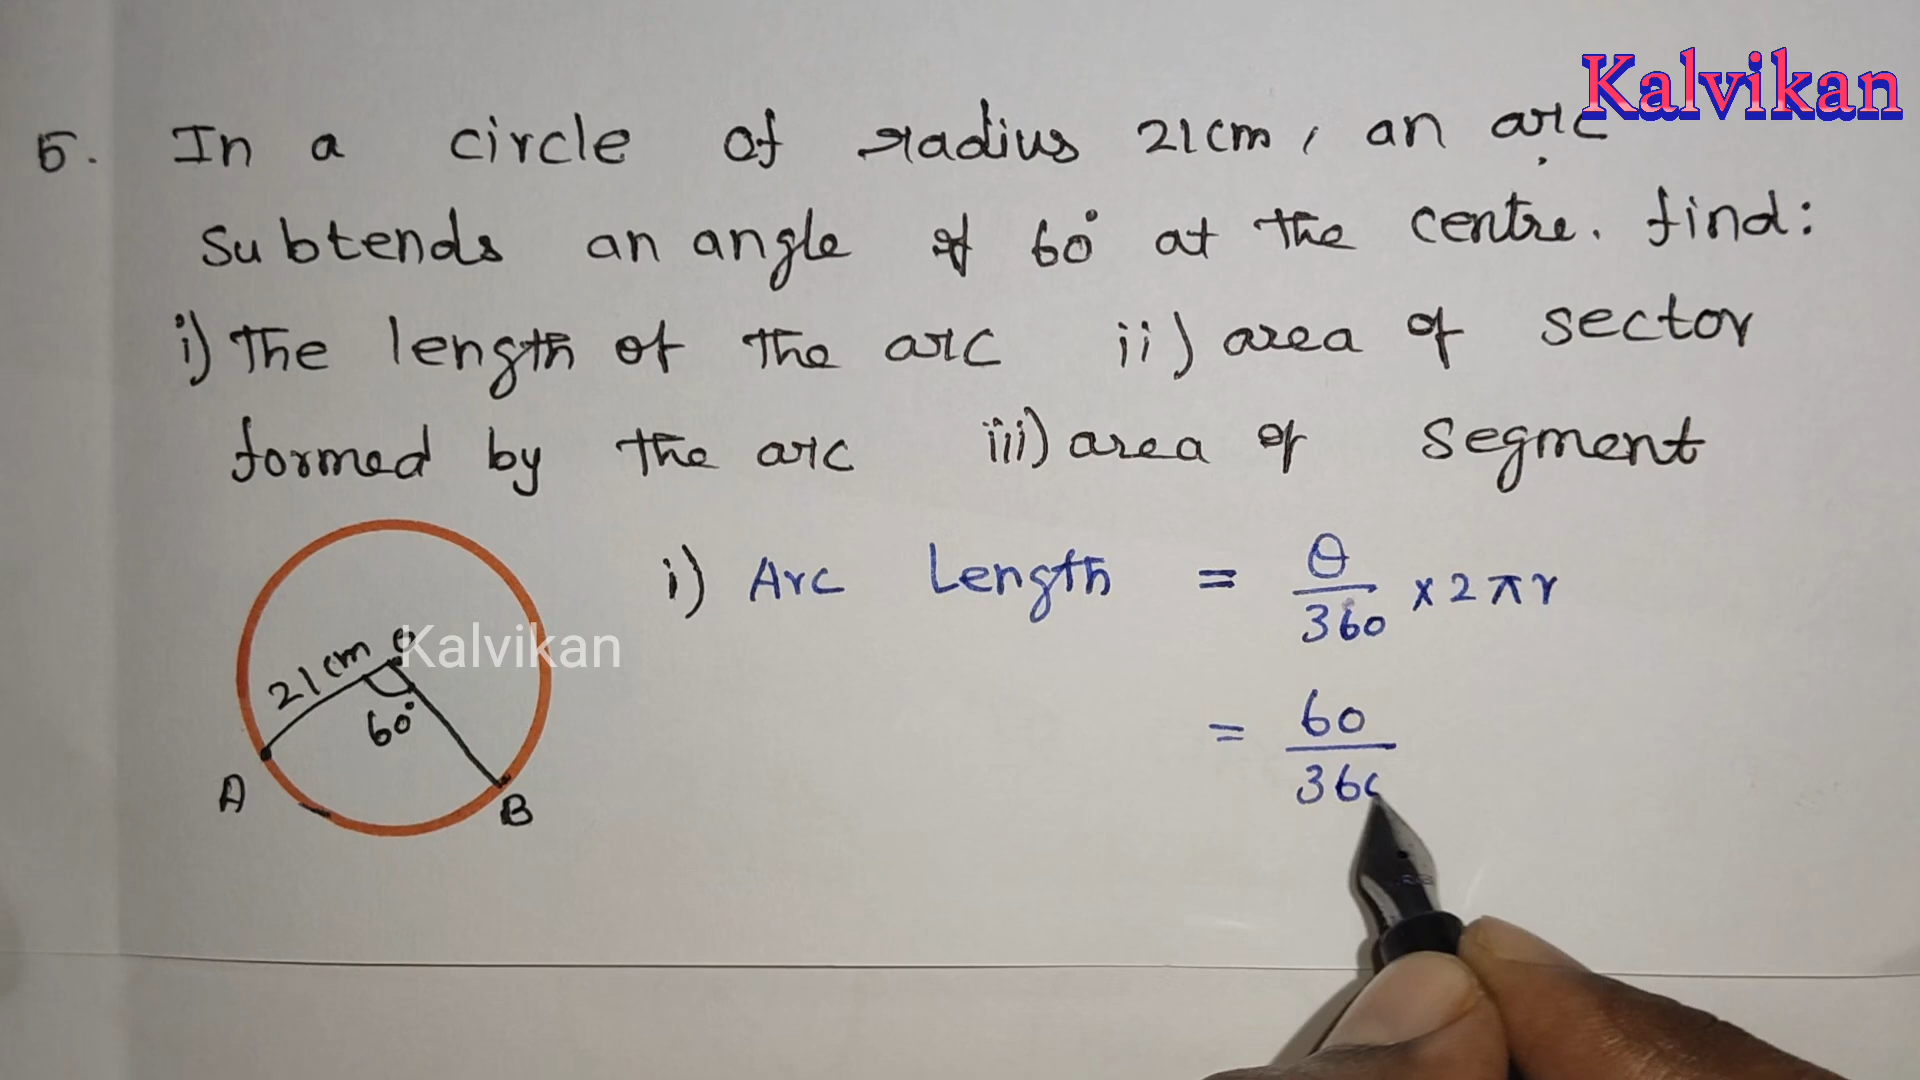 Kalvikan
5. In a circle of radius 21cm, an arc
subtends an angle of 60° at the centre. find:
i) The length of the arc ii) area of sector
formed by the arc iii) area of segment
i) Arc Length = θ/360 × 2πr
= 60/360
Kalvikan
21cm
O
60°
A
B